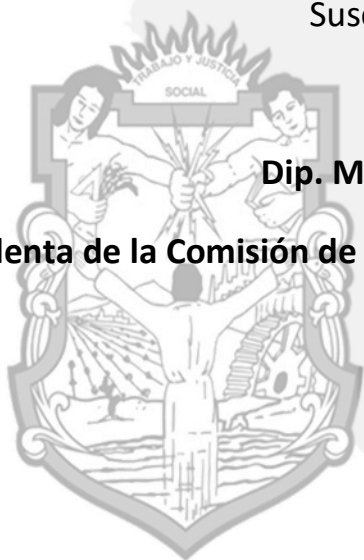 Susc
TRABAJO Y JUSTICIA
SOCIAL
Dip. M
denta de la Comisión de